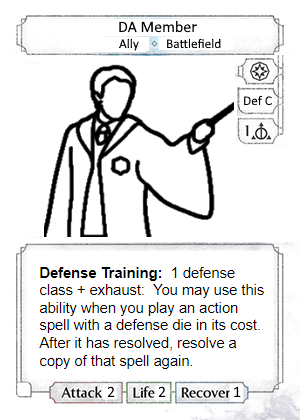 DA Member
Ally Battlefield
Def C
1
Defense Training: 1 defense
class + exhaust: You may use this
ability when you play an action
spell with a defense die in its cost.
After it has resolved, resolve a
copy of that spell again.
Attack 2 Life 2 Recover 1